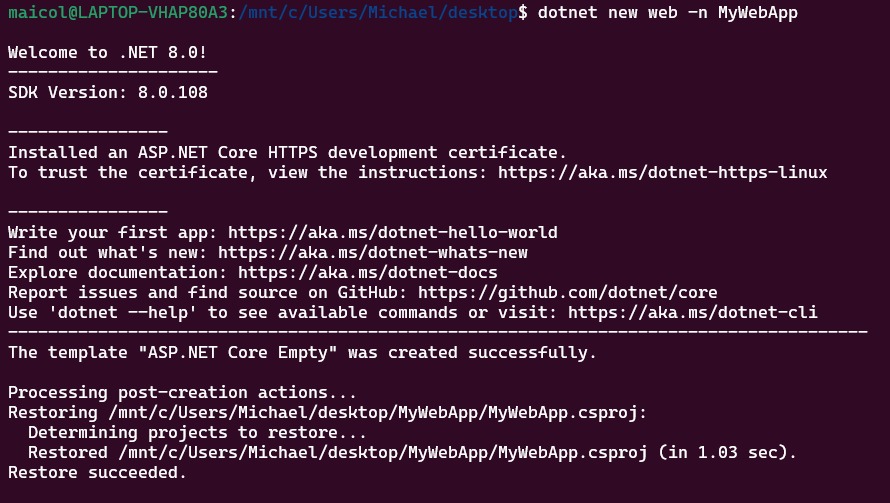 maicol@LAPTOP-VHAP80A3:/mnt/c/Users/Michael/desktop$ dotnet new web -n MyWebApp
Welcome to .NET 8.0!
---------------------
SDK Version: 8.0.108
----------------
Installed an ASP.NET Core HTTPS development certificate.
To trust the certificate, view the instructions: https://aka.ms/dotnet-https-linux
----------------
Write your first app: https://aka.ms/dotnet-hello-world
Find out what's new: https://aka.ms/dotnet-whats-new
Explore documentation: https://aka.ms/dotnet-docs
Report issues and find source on GitHub: https://github.com/dotnet/core
Use 'dotnet --help' to see available commands or visit: https://aka.ms/dotnet-cli
--------------------------------------------------------------------------------------
The template "ASP.NET Core Empty" was created successfully.
Processing post-creation actions...
Restoring /mnt/c/Users/Michael/desktop/MyWebApp/MyWebApp.csproj:
  Determining projects to restore...
  Restored /mnt/c/Users/Michael/desktop/MyWebApp/MyWebApp.csproj (in 1.03 sec).
Restore succeeded.